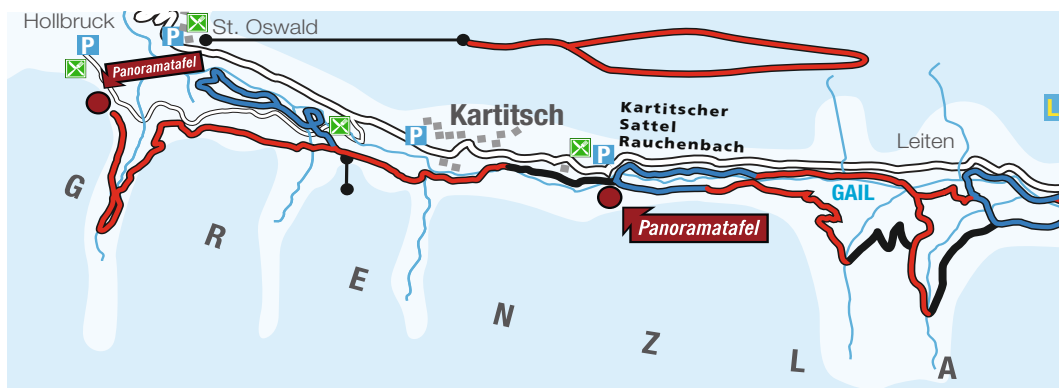 Hollbruck
P
P
St. Oswald
Panoramatafel
Kartitsch
P
Kartitscher
Sattel
Rauchenbach
P
Leiten
L
GAIL
Panoramatafel
G R E N Z L A